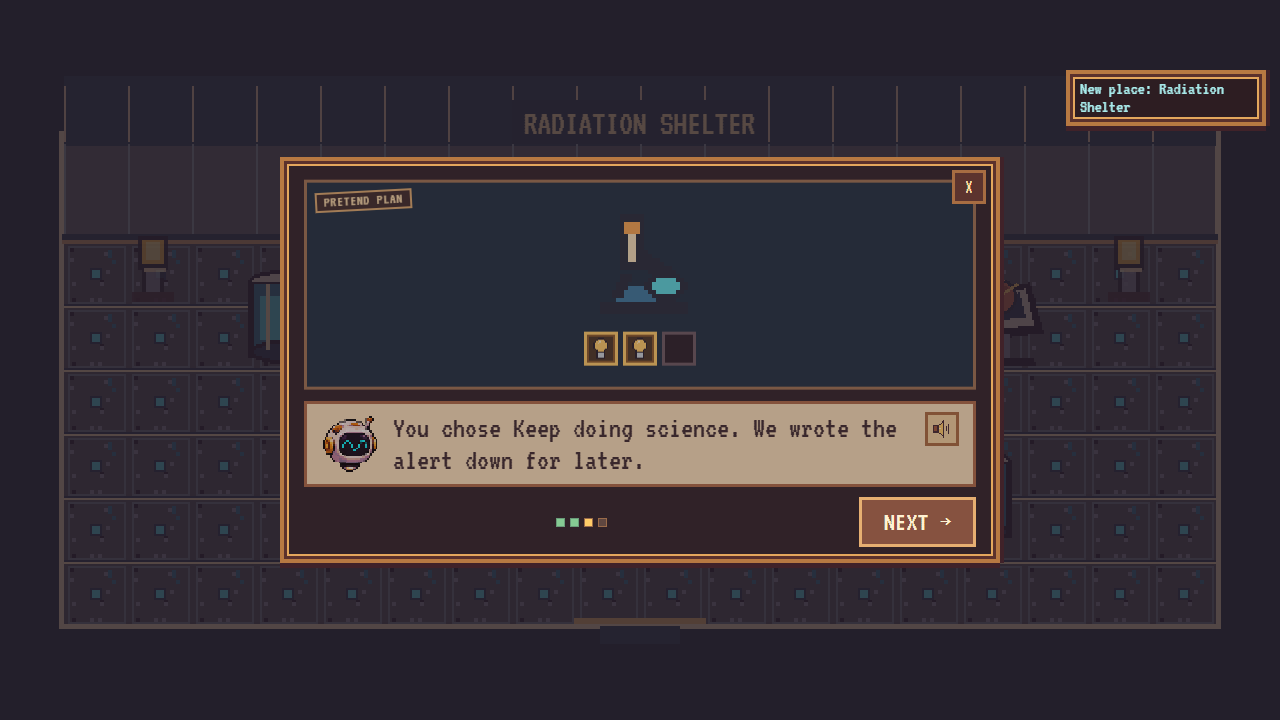 RADIATION SHELTER
New place: Radiation
Shelter
PRETEND PLAN
X
You chose Keep doing science. We wrote the
alert down for later.
NEXT →